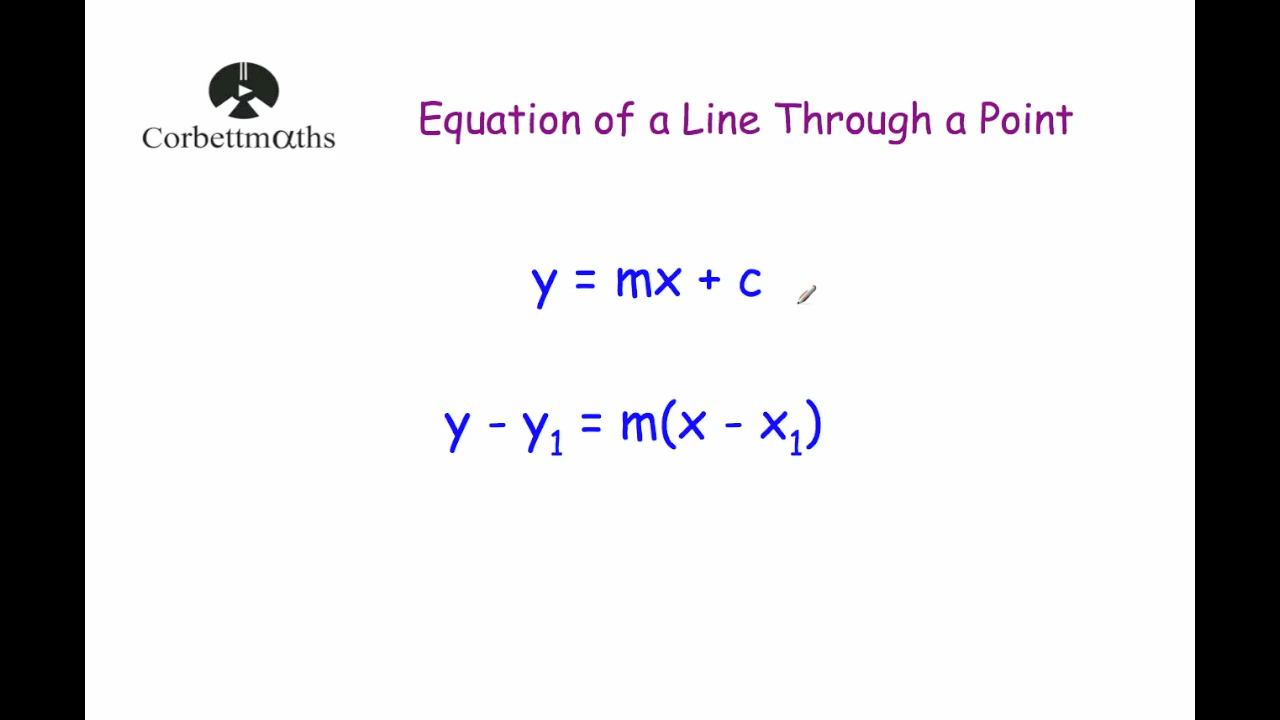 Corbettmαths
Equation of a Line Through a Point
y = mx + c
y - y₁ = m(x - x₁)